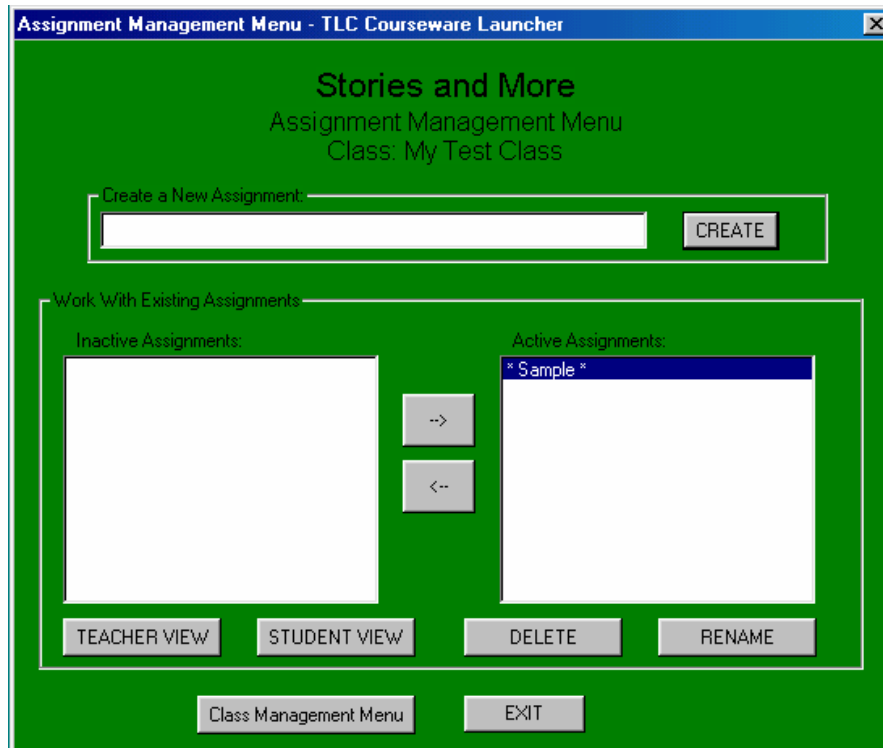 Assignment Management Menu - TLC Courseware Launcher
Stories and More
Assignment Management Menu
Class: My Test Class
Create a New Assignment:
CREATE
Work With Existing Assignments
Inactive Assignments:
Active Assignments:
* Sample *
-->
<--
TEACHER VIEW
STUDENT VIEW
DELETE
RENAME
Class Management Menu
EXIT